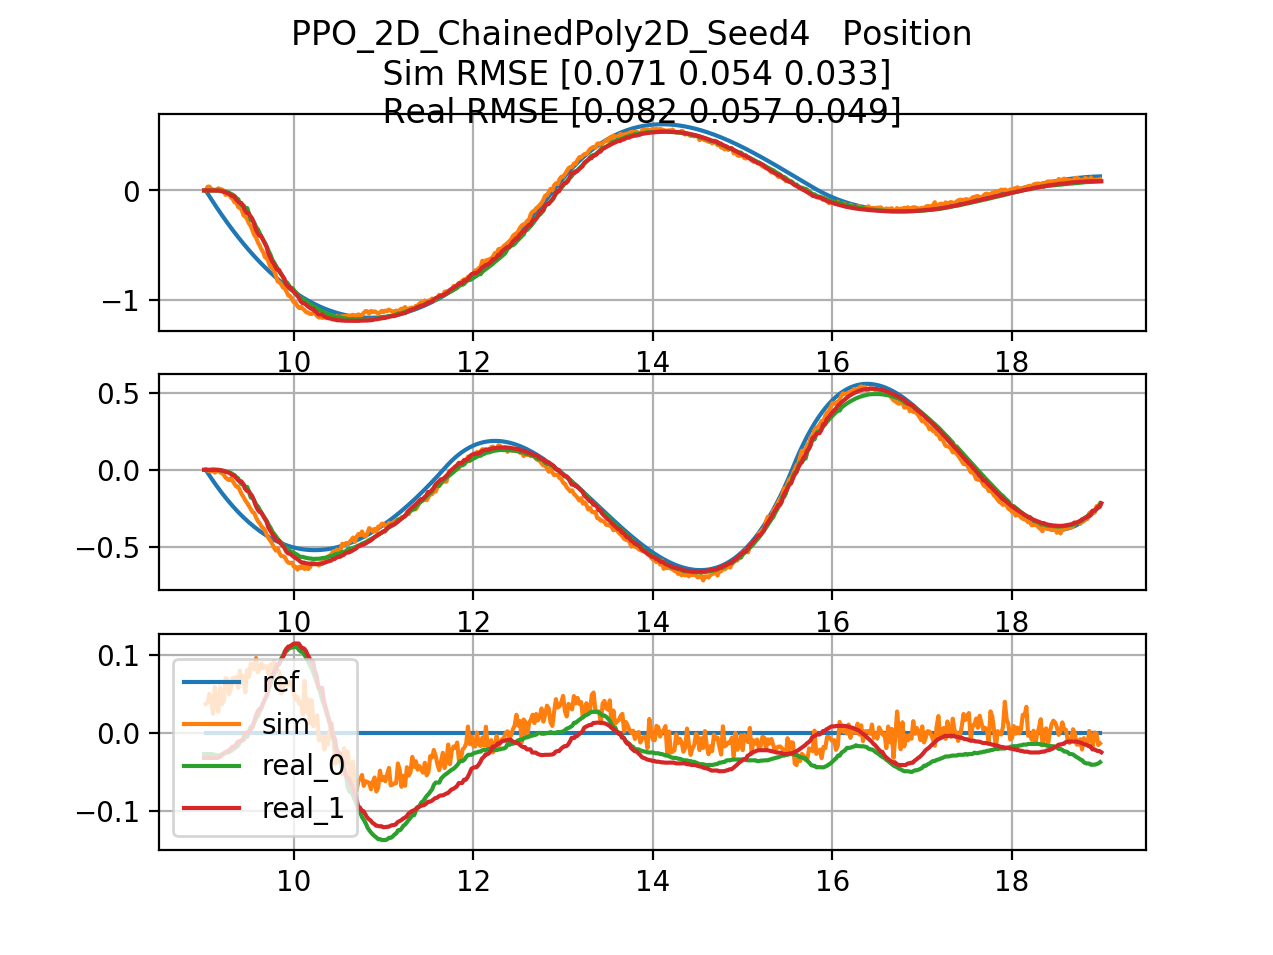 PPO_2D_ChainedPoly2D_Seed4 Position
Sim RMSE [0.071 0.054 0.033]
Real RMSE [0.082 0.057 0.049]
0
−1
10 12 14 16 18
0.5
0.0
−0.5
10 12 14 16 18
0.1
0.0
−0.1
ref
sim
real_0
real_1
10 12 14 16 18